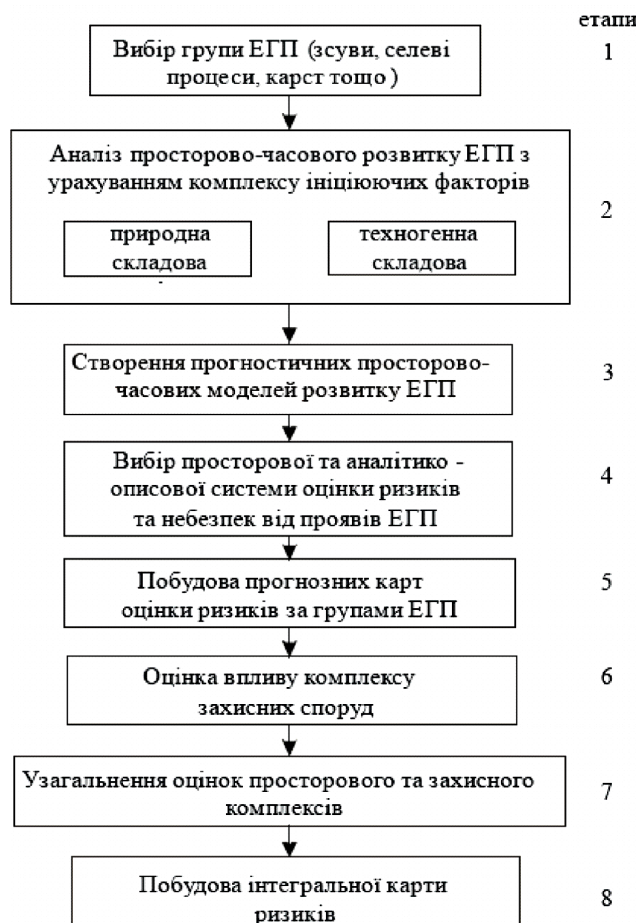 етапи
Вибір групи ЕГП (зсуви, селеві
процеси, карст тощо )
1
Аналіз просторово-часового розвитку ЕГП з
урахуванням комплексу ініціюючих факторів
природна
складова
техногенна
складова
2
Створення прогностичних просторово-
часових моделей розвитку ЕГП
3
Вибір просторової та аналітико -
описової системи оцінки ризиків
та небезпек від проявів ЕГП
4
Побудова прогнозних карт
оцінки ризиків за групами ЕГП
5
Оцінка впливу комплексу
захисних споруд
6
Узагальнення оцінок просторового та захисного
комплексів
7
Побудова інтегральної карти
ризиків
8